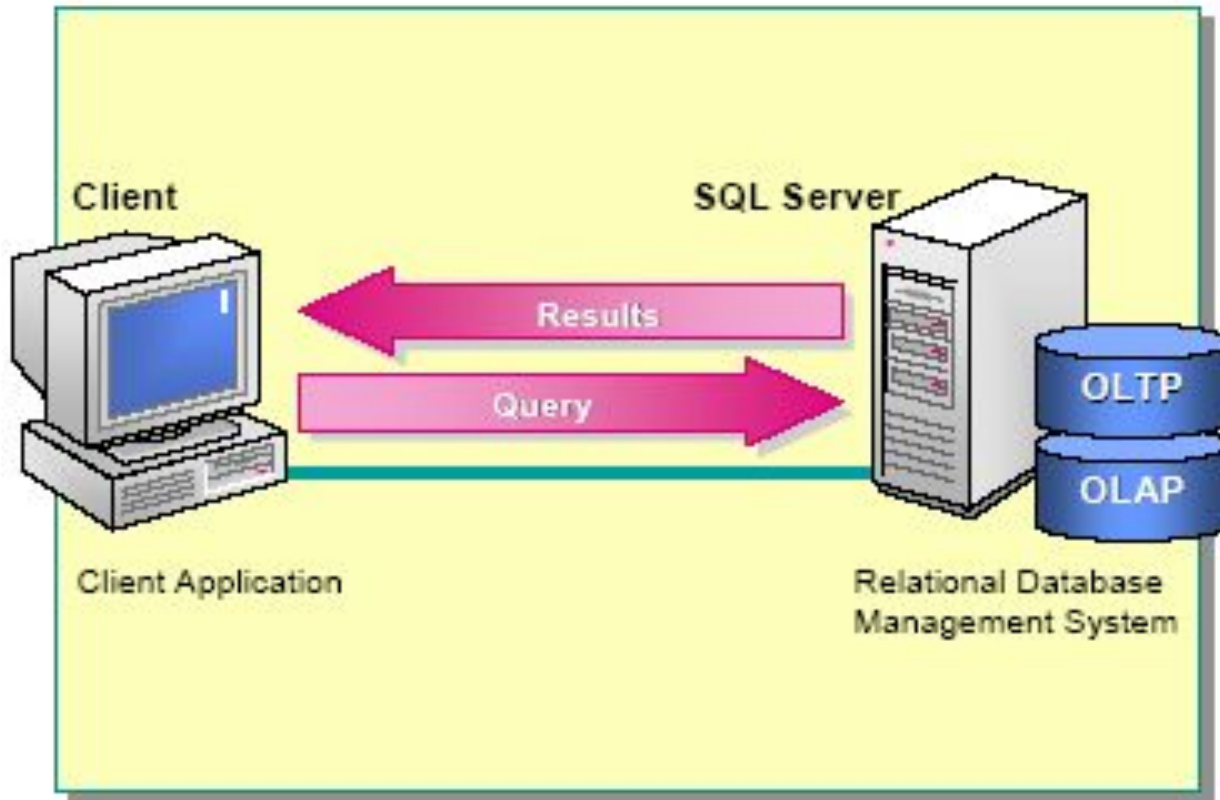 Client
SQL Server
Results
Query
OLTP
OLAP
Client Application
Relational Database
Management System